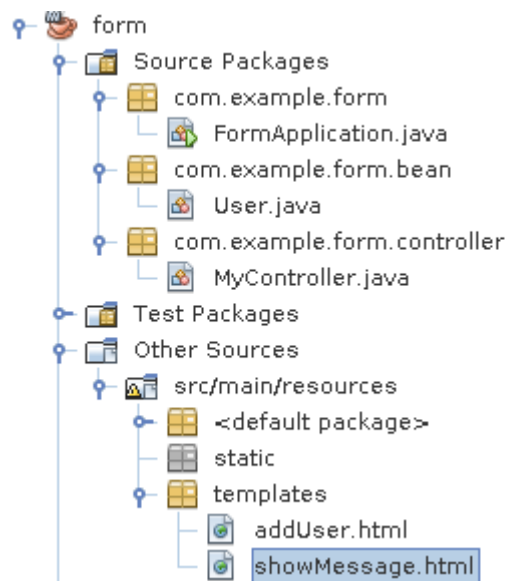 form
Source Packages
com.example.form
FormApplication.java
com.example.form.bean
User.java
com.example.form.controller
MyController.java
Test Packages
Other Sources
src/main/resources
<default package>
static
templates
addUser.html
showMessage.html